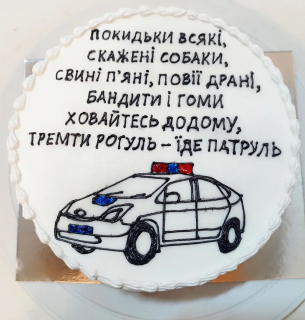 ПОКИДЬКИ ВСЯКІ,
СКАЖЕНІ СОБАКИ,
СВИНІ П'ЯНІ, ПОВІЇ ДРАНІ,
БАНДИТИ І ГОМИ
ХОВАЙТЕСЬ ДОДОМУ,
ТРЕМТИ РОГУЛЬ – ЇДЕ ПАТРУЛЬ